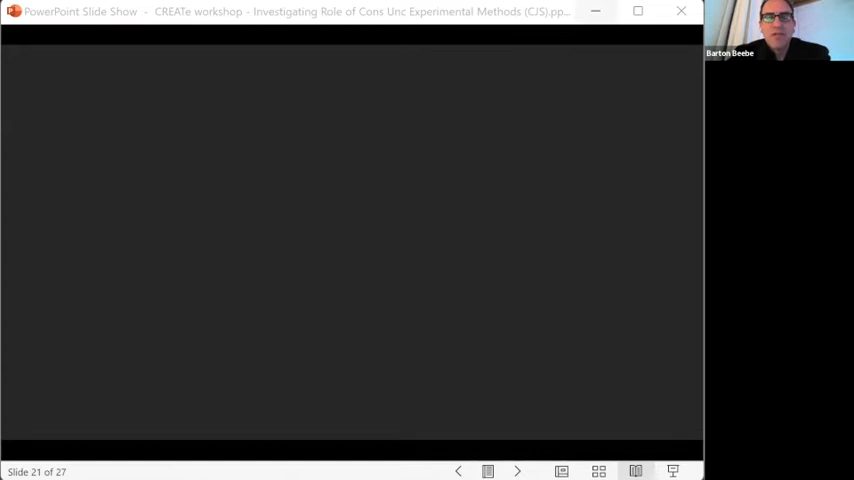 PowerPoint Slide Show - CREATe workshop - Investigating Role of Cons Unc Experimental Methods (CJS).pp...
Barton Beebe
Slide 21 of 27